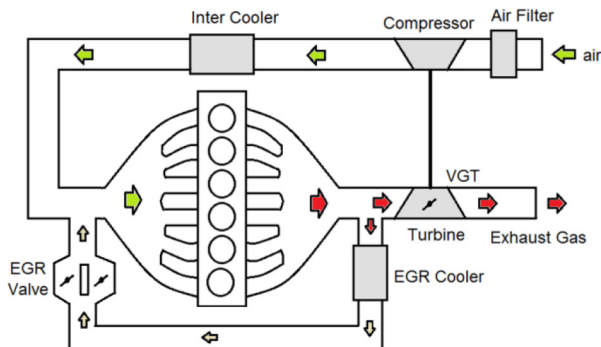 Inter Cooler
Compressor
Air Filter
air
VGT
Turbine
Exhaust Gas
EGR
Valve
EGR Cooler